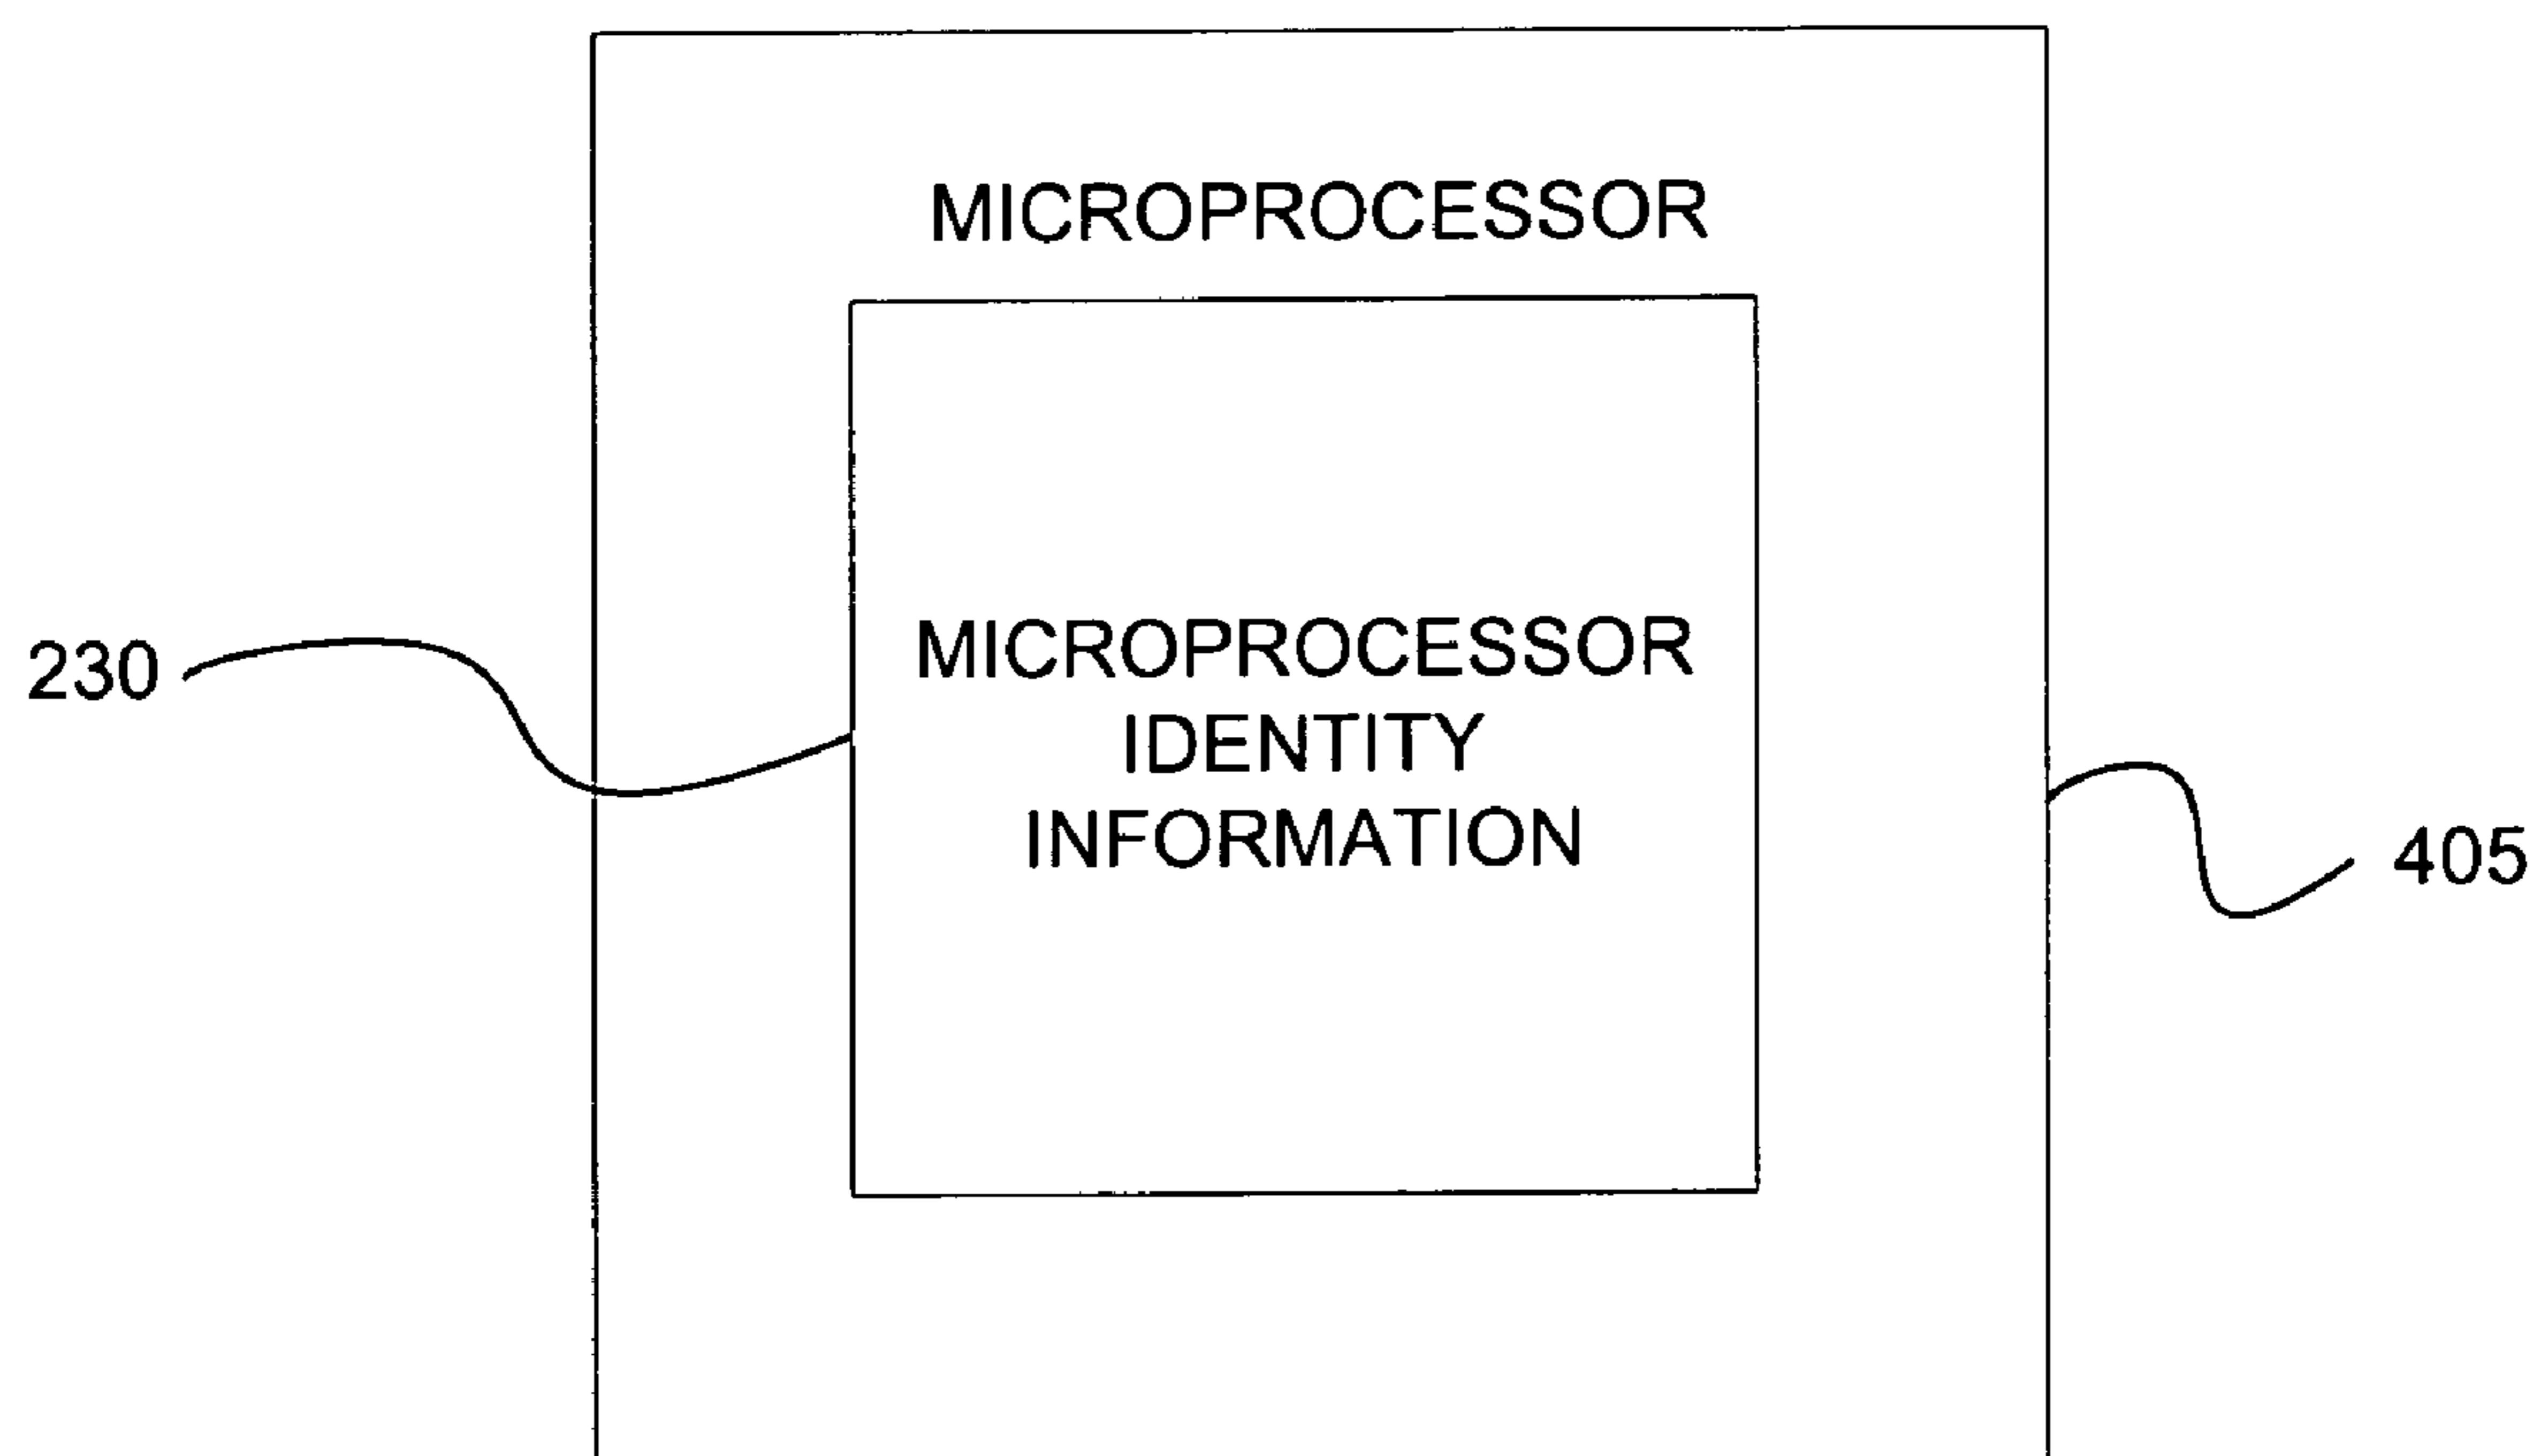 MICROPROCESSOR
MICROPROCESSOR
IDENTITY
INFORMATION
230
405